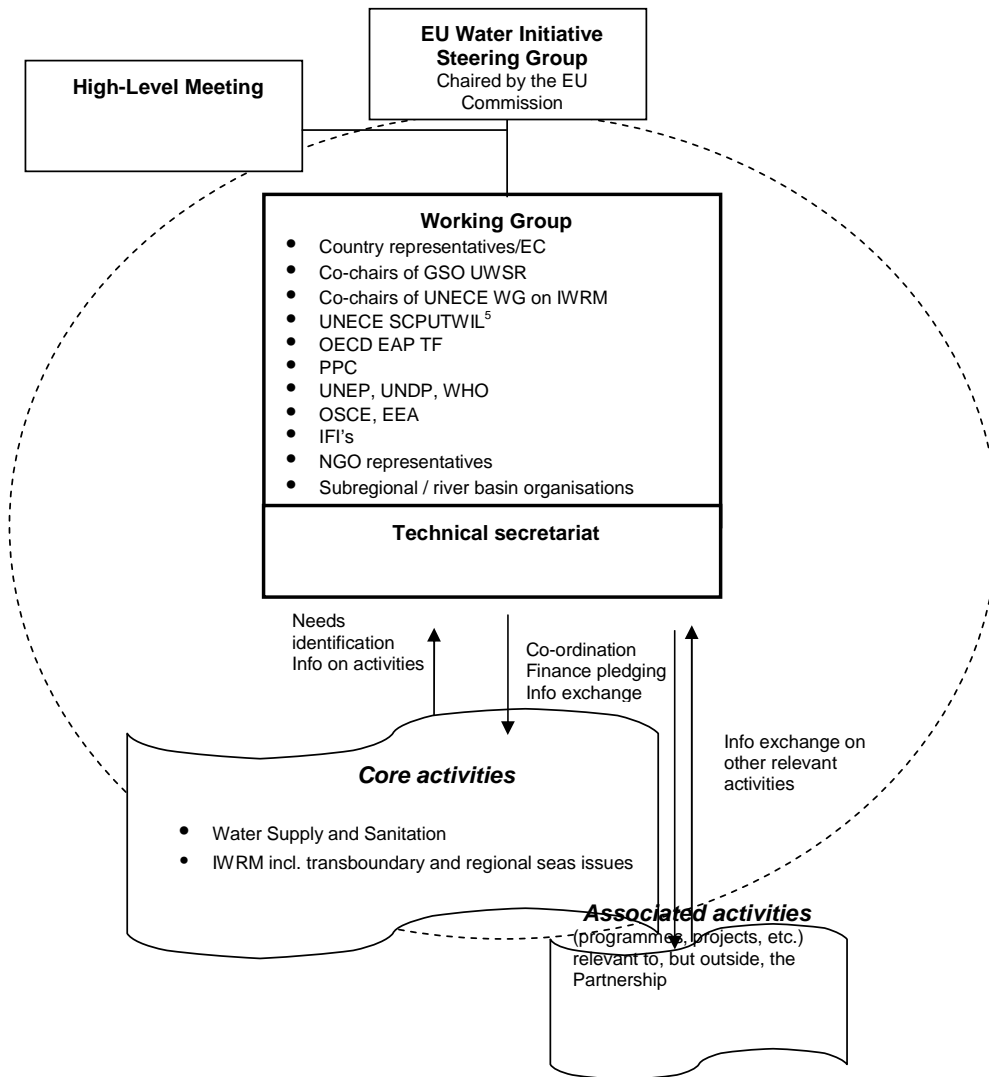 EU Water Initiative
Steering Group
Chaired by the EU
Commission
High-Level Meeting
Working Group
• Country representatives/EC
• Co-chairs of GSO UWSR
• Co-chairs of UNECE WG on IWRM
• UNECE SCPUTWIL⁵
• OECD EAP TF
• PPC
• UNEP, UNDP, WHO
• OSCE, EEA
• IFI's
• NGO representatives
• Subregional / river basin organisations
Technical secretariat
Needs
identification
Info on activities
Co-ordination
Finance pledging
Info exchange
Info exchange on
other relevant
activities
Core activities
• Water Supply and Sanitation
• IWRM incl. transboundary and regional seas issues
Associated activities
(programmes, projects, etc.)
relevant to, but outside, the
Partnership